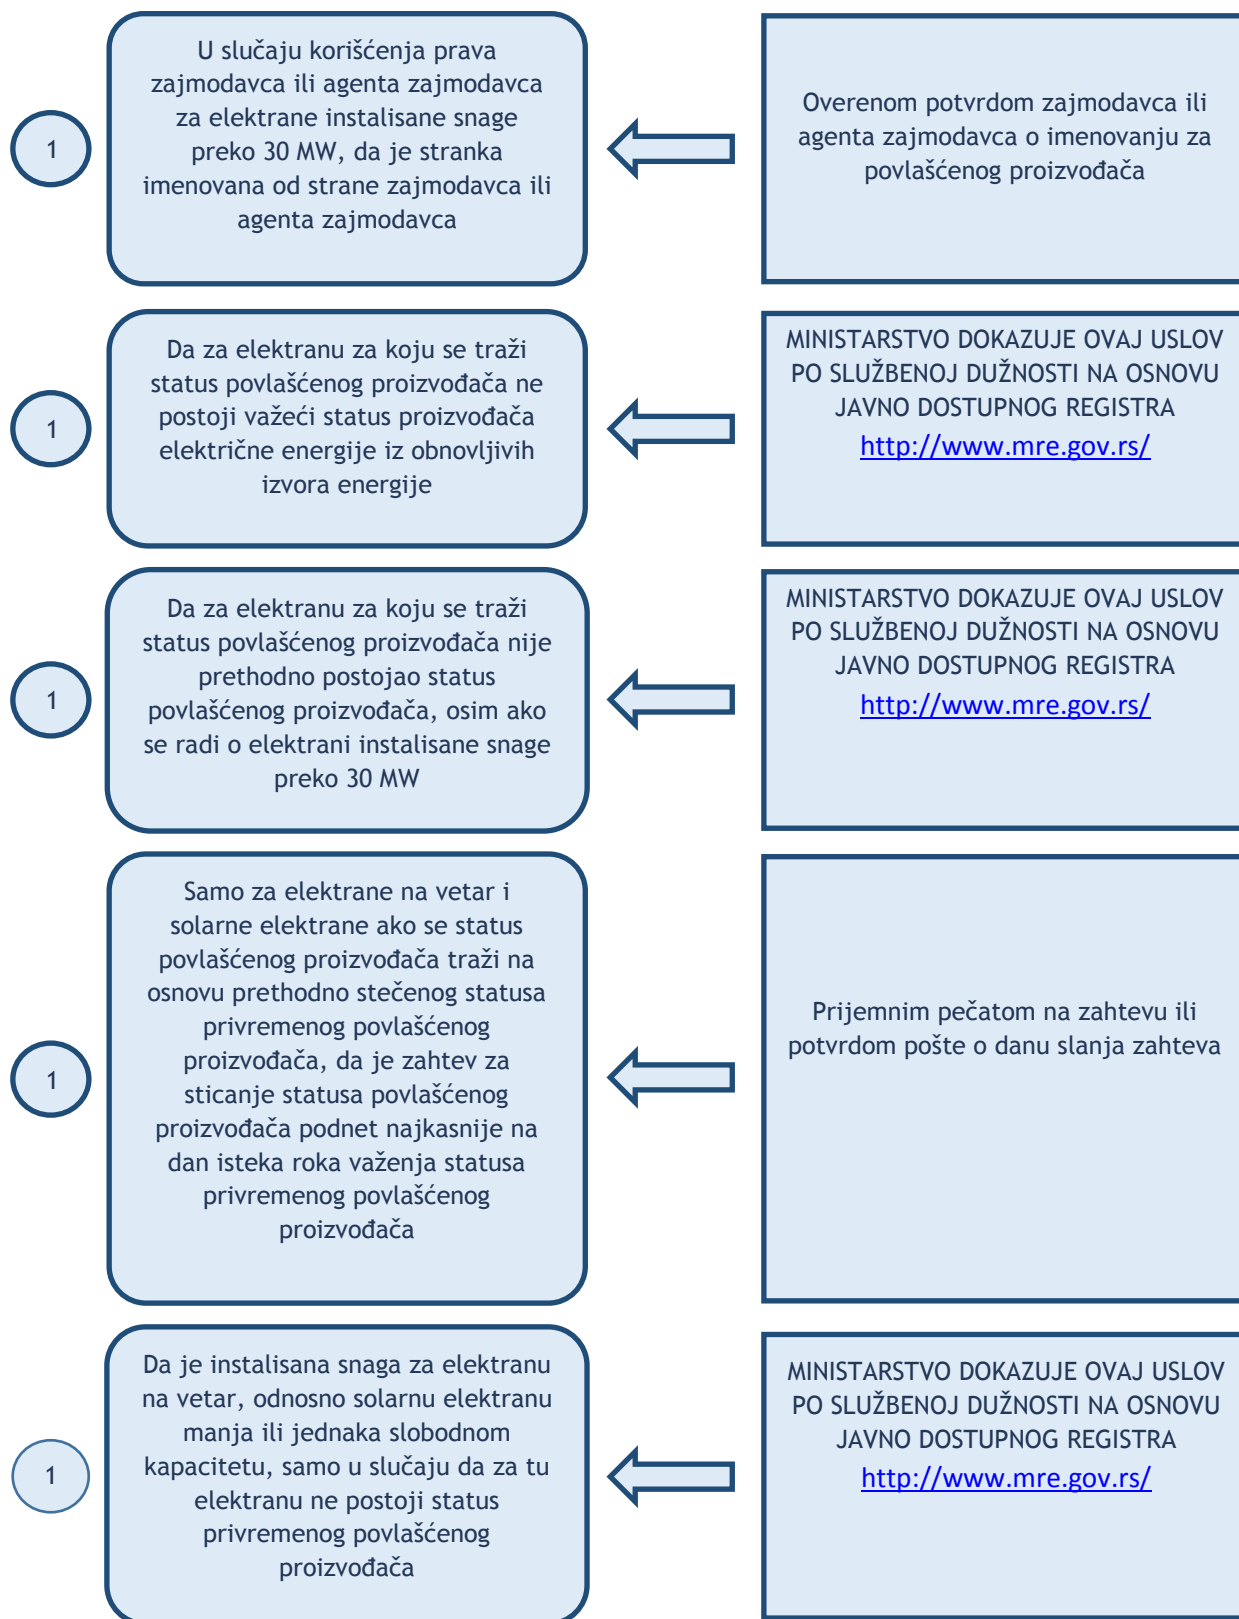 1
U slučaju korišćenja prava
zajmodavca ili agenta zajmodavca
za elektrane instalisane snage
preko 30 MW, da je stranka
imenovana od strane zajmodavca ili
agenta zajmodavca
Overenom potvrdom zajmodavca ili
agenta zajmodavca o imenovanju za
povlašćenog proizvođača
1
Da za elektranu za koju se traži
status povlašćenog proizvođača ne
postoji važeći status proizvođača
električne energije iz obnovljivih
izvora energije
MINISTARSTVO DOKAZUJE OVAJ USLOV
PO SLUŽBENOJ DUŽNOSTI NA OSNOVU
JAVNO DOSTUPNOG REGISTRA
http://www.mre.gov.rs/
1
Da za elektranu za koju se traži
status povlašćenog proizvođača nije
prethodno postojao status
povlašćenog proizvođača, osim ako
se radi o elektrani instalisane snage
preko 30 MW
MINISTARSTVO DOKAZUJE OVAJ USLOV
PO SLUŽBENOJ DUŽNOSTI NA OSNOVU
JAVNO DOSTUPNOG REGISTRA
http://www.mre.gov.rs/
1
Samo za elektrane na vetar i
solarne elektrane ako se status
povlašćenog proizvođača traži na
osnovu prethodno stečenog statusa
privremenog povlašćenog
proizvođača, da je zahtev za
sticanje statusa povlašćenog
proizvođača podnet najkasnije na
dan isteka roka važenja statusa
privremenog povlašćenog
proizvođača
Prijemnim pečatom na zahtevu ili
potvrdom pošte o danu slanja zahteva
1
Da je instalisana snaga za elektranu
na vetar, odnosno solarnu elektranu
manja ili jednaka slobodnom
kapacitetu, samo u slučaju da za tu
elektranu ne postoji status
privremenog povlašćenog
proizvođača
MINISTARSTVO DOKAZUJE OVAJ USLOV
PO SLUŽBENOJ DUŽNOSTI NA OSNOVU
JAVNO DOSTUPNOG REGISTRA
http://www.mre.gov.rs/